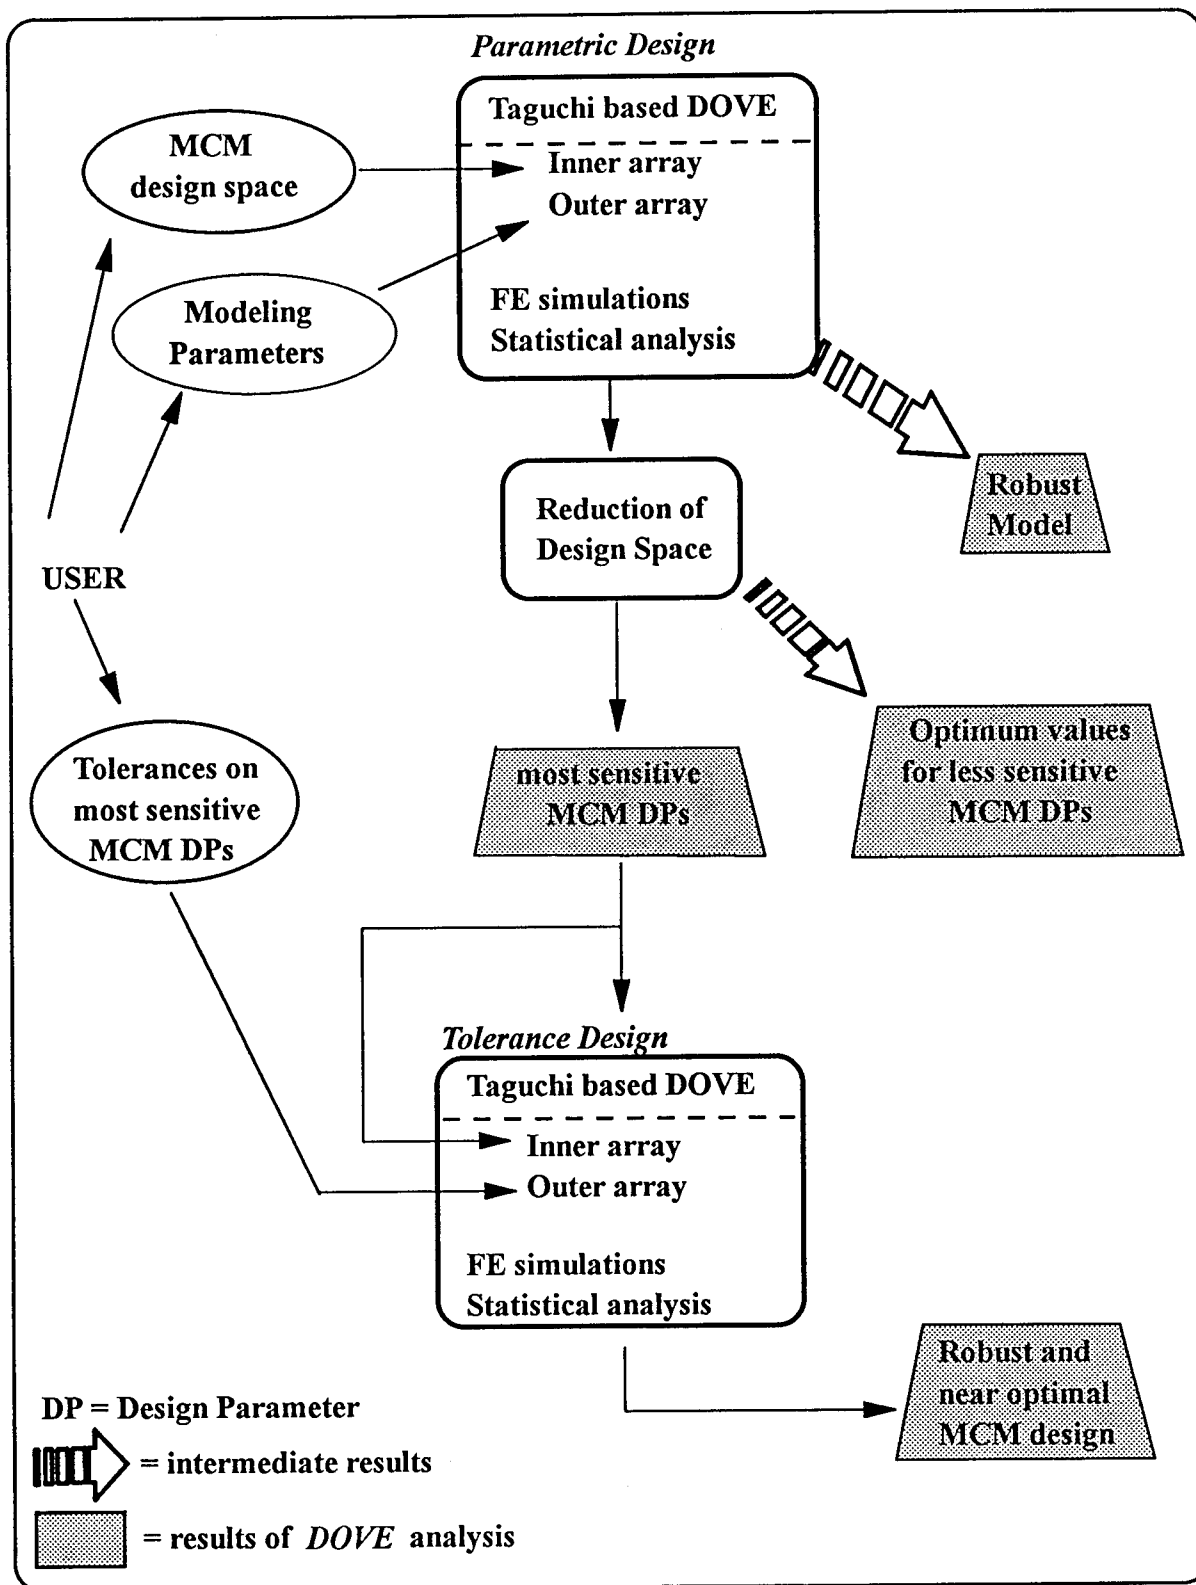 Parametric Design
Taguchi based DOVE
Inner array
Outer array
FE simulations
Statistical analysis
MCM
design space
Modeling
Parameters
Robust
Model
Reduction of
Design Space
USER
Optimum values
for less sensitive
MCM DPs
most sensitive
MCM DPs
Tolerances on
most sensitive
MCM DPs
Tolerance Design
Taguchi based DOVE
Inner array
Outer array
FE simulations
Statistical analysis
Robust and
near optimal
MCM design
DP = Design Parameter
= intermediate results
= results of DOVE analysis